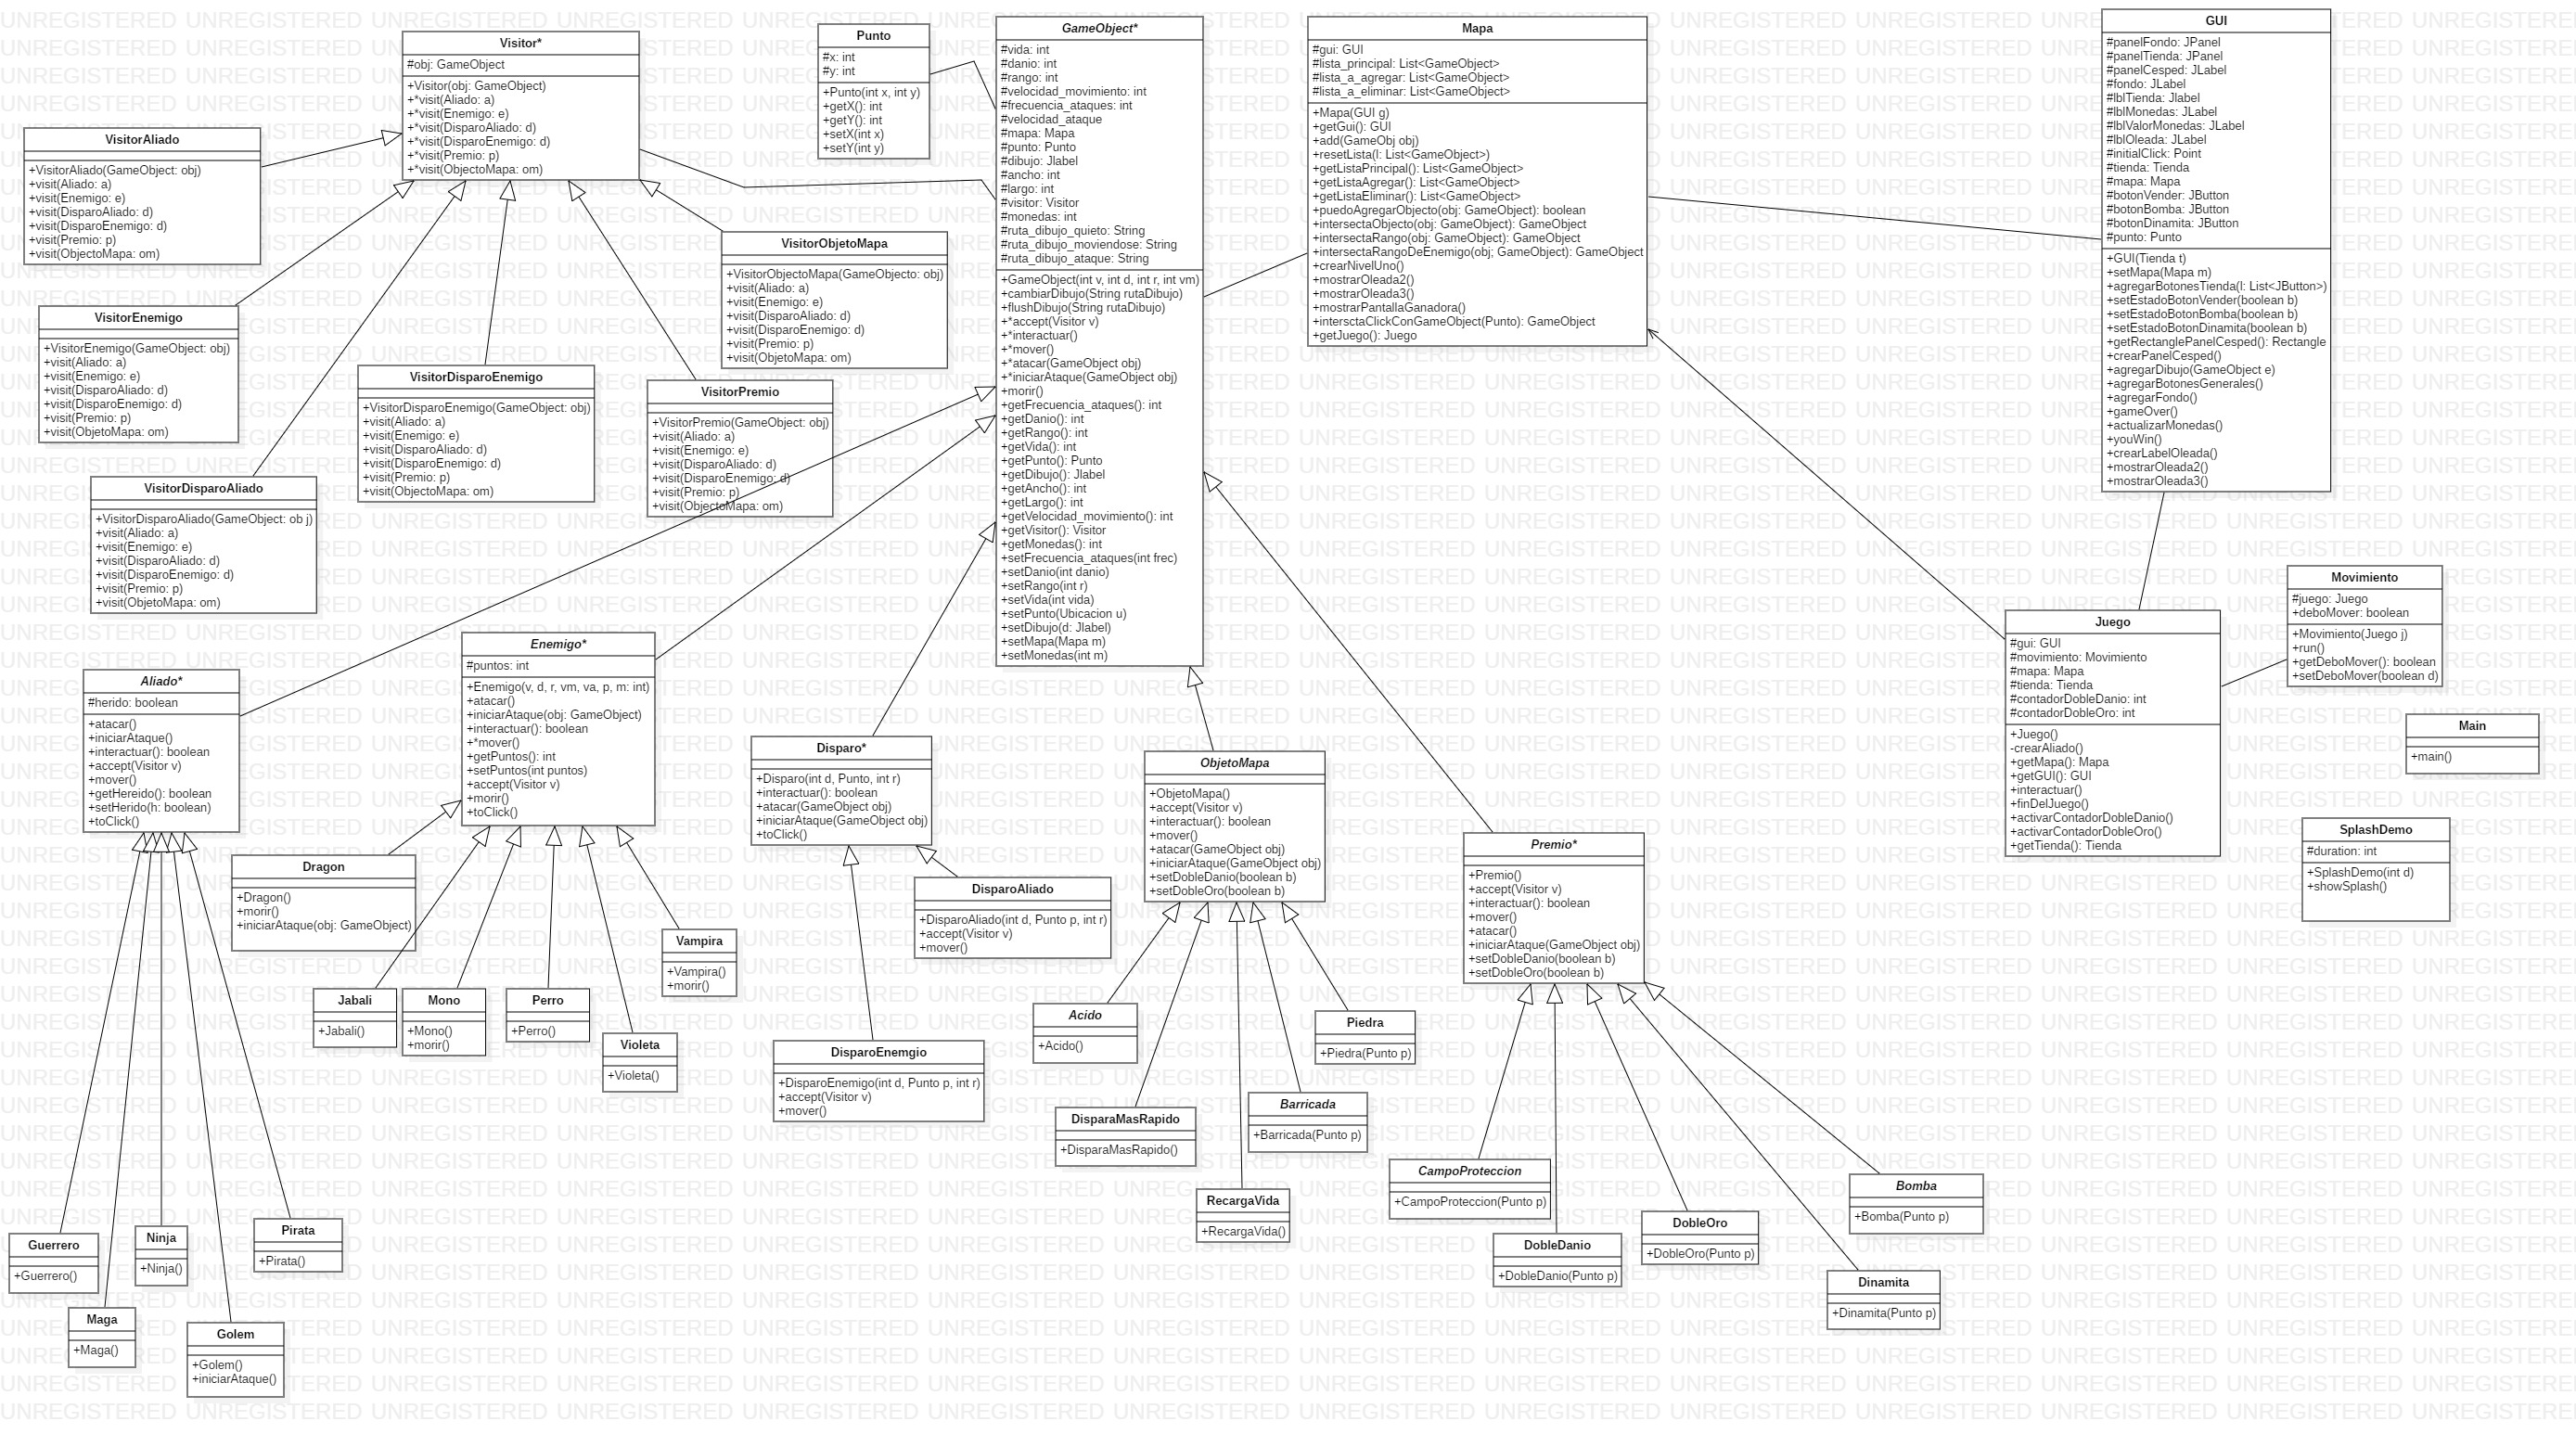 Visitor*
#obj: GameObject
+Visitor(obj: GameObject)
+*visit(Aliado: a)
+*visit(Enemigo: e)
+*visit(DisparoAliado: d)
+*visit(DisparoEnemigo: d)
+*visit(Premio: p)
+*visit(ObjectoMapa: om)
Punto
#x: int
#y: int
+Punto(int x, int y)
+getX(): int
+getY(): int
+setX(int x)
+setY(int y)
GameObject*
#vida: int
#danio: int
#rango: int
#velocidad_movimiento: int
#frecuencia_ataques: int
#velocidad_ataque
#mapa: Mapa
#punto: Punto
#dibujo: Jlabel
#ancho: int
#largo: int
#visitor: Visitor
#monedas: int
#ruta_dibujo_quieto: String
#ruta_dibujo_moviendose: String
#ruta_dibujo_ataque: String
+GameObject(int v, int d, int r, int vm)
+cambiarDibujo(String rutaDibujo)
+flushDibujo(String rutaDibujo)
+*accept(Visitor v)
+*interactuar()
+*mover()
+*atacar(GameObject obj)
+*iniciarAtaque(GameObject obj)
+morir()
+getFrecuencia_ataques(): int
+getDanio(): int
+getRango(): int
+getVida(): int
+getPunto(): Punto
+getDibujo(): Jlabel
+getAncho(): int
+getLargo(): int
+getVelocidad_movimiento(): int
+getVisitor(): Visitor
+getMonedas(): int
+setFrecuencia_ataques(int frec)
+setDanio(int danio)
+setRango(int r)
+setVida(int vida)
+setPunto(Ubicacion u)
+setDibujo(d: Jlabel)
+setMapa(Mapa m)
+setMonedas(int m)
Mapa
#gui: GUI
#lista_principal: List<GameObject>
#lista_a_agregar: List<GameObject>
#lista_a_eliminar: List<GameObject>
+Mapa(GUI g)
+getGui(): GUI
+add(GameObj obj)
+resetLista(l: List<GameObject>)
+getListaPrincipal(): List<GameObject>
+getListaAgregar(): List<GameObject>
+getListaEliminar(): List<GameObject>
+puedoAgregarObjecto(obj: GameObject): boolean
+intersectaObjecto(obj: GameObject): GameObject
+intersectaRango(obj: GameObject): GameObject
+intersectaRangoDeEnemigo(obj; GameObject): GameObject
+crearNivelUno()
+mostrarOleada2()
+mostrarOleada3()
+mostrarPantallaGanadora()
+intersctaClickConGameObject(Punto): GameObject
+getJuego(): Juego
GUI
#panelFondo: JPanel
#panelTienda: JPanel
#panelCesped: JLabel
#fondo: JLabel
#lblTienda: Jlabel
#lblMonedas: JLabel
#lblValorMonedas: JLabel
#lblOleada: JLabel
#initialClick: Point
#tienda: Tienda
#mapa: Mapa
#botonVender: JButton
#botonBomba: JButton
#botonDinamita: JButton
#punto: Punto
+GUI(Tienda t)
+setMapa(Mapa m)
+agregarBotonesTienda(l: List<JButton>)
+setEstadoBotonVender(boolean b)
+setEstadoBotonBomba(boolean b)
+setEstadoBotonDinamita(boolean b)
+getRectanglePanelCesped(): Rectangle
+crearPanelCesped()
+agregarDibujo(GameObject e)
+agregarBotonesGenerales()
+agregarFondo()
+gameOver()
+actualizarMonedas()
+youWin()
+crearLabelOleada()
+mostrarOleada2()
+mostrarOleada3()
VisitorAliado
+VisitorAliado(GameObject: obj)
+visit(Aliado: a)
+visit(Enemigo: e)
+visit(DisparoAliado: d)
+visit(DisparoEnemigo: d)
+visit(Premio: p)
+visit(ObjectoMapa: om)
VisitorObjetoMapa
+VisitorObjectoMapa(GameObjecto: obj)
+visit(Aliado: a)
+visit(Enemigo: e)
+visit(DisparoAliado: d)
+visit(DisparoEnemigo: d)
+visit(Premio: p)
+visit(ObjetoMapa: om)
VisitorEnemigo
+VisitorEnemigo(GameObject: obj)
+visit(Aliado: a)
+visit(Enemigo: e)
+visit(DisparoAliado: d)
+visit(DisparoEnemigo: d)
+visit(Premio: p)
+visit(ObjetoMapa: om)
VisitorDisparoEnemigo
+VisitorDisparoEnemigo(GameObject: obj)
+visit(Aliado: a)
+visit(Enemigo: e)
+visit(DisparoAliado: d)
+visit(DisparoEnemigo: d)
+visit(Premio: p)
+visit(ObjectoMapa: om)
VisitorPremio
+VisitorPremio(GameObject: obj)
+visit(Aliado: a)
+visit(Enemigo: e)
+visit(DisparoAliado: d)
+visit(DisparoEnemigo: d)
+visit(Premio: p)
+visit(ObjectoMapa: om)
VisitorDisparoAliado
+VisitorDisparoAliado(GameObject: ob j)
+visit(Aliado: a)
+visit(Enemigo: e)
+visit(DisparoAliado: d)
+visit(DisparoEnemigo: d)
+visit(Premio: p)
+visit(ObjetoMapa: om)
Movimiento
#juego: Juego
+deboMover: boolean
+Movimiento(Juego j)
+run()
+getDeboMover(): boolean
+setDeboMover(boolean d)
Juego
#gui: GUI
#movimiento: Movimiento
#mapa: Mapa
#tienda: Tienda
#contadorDobleDanio: int
#contadorDobleOro: int
+Juego()
-crearAliado()
+getMapa(): Mapa
+getGUI(): GUI
+interactuar()
+finDelJuego()
+activarContadorDobleDanio()
+activarContadorDobleOro()
+getTienda(): Tienda
Main
+main()
SplashDemo
#duration: int
+SplashDemo(int d)
+showSplash()
Enemigo*
#puntos: int
+Enemigo(v, d, r, vm, va, p, m: int)
+atacar()
+iniciarAtaque(obj: GameObject)
+interactuar(): boolean
+*mover()
+getPuntos(): int
+setPuntos(int puntos)
+accept(Visitor v)
+morir()
+toClick()
Aliado*
#herido: boolean
+atacar()
+iniciarAtaque()
+interactuar(): boolean
+accept(Visitor v)
+mover()
+getHereido(): boolean
+setHerido(h: boolean)
+toClick()
Disparo*
+Disparo(int d, Punto, int r)
+interactuar(): boolean
+atacar(GameObject obj)
+iniciarAtaque(GameObject obj)
+toClick()
ObjetoMapa
+ObjetoMapa()
+accept(Visitor v)
+interactuar(): boolean
+mover()
+atacar(GameObject obj)
+iniciarAtaque(GameObject obj)
+setDobleDanio(boolean b)
+setDobleOro(boolean b)
Premio*
+Premio()
+accept(Visitor v)
+interactuar(): boolean
+mover()
+atacar()
+iniciarAtaque(GameObject obj)
+setDobleDanio(boolean b)
+setDobleOro(boolean b)
Dragon
+Dragon()
+morir()
+iniciarAtaque(obj: GameObject)
DisparoAliado
+DisparoAliado(int d, Punto p, int r)
+accept(Visitor v)
+mover()
Vampira
+Vampira()
+morir()
Jabali
+Jabali()
Mono
+Mono()
+morir()
Perro
+Perro()
Violeta
+Violeta()
DisparoEnemgio
+DisparoEnemigo(int d, Punto p, int r)
+accept(Visitor v)
+mover()
Acido
+Acido()
Piedra
+Piedra(Punto p)
DisparaMasRapido
+DisparaMasRapido()
Barricada
+Barricada(Punto p)
RecargaVida
+RecargaVida()
CampoProteccion
+CampoProteccion(Punto p)
DobleDanio
+DobleDanio(Punto p)
DobleOro
+DobleOro(Punto p)
Bomba
+Bomba(Punto p)
Dinamita
+Dinamita(Punto p)
Guerrero
+Guerrero()
Ninja
+Ninja()
Pirata
+Pirata()
Maga
+Maga()
Golem
+Golem()
+iniciarAtaque()